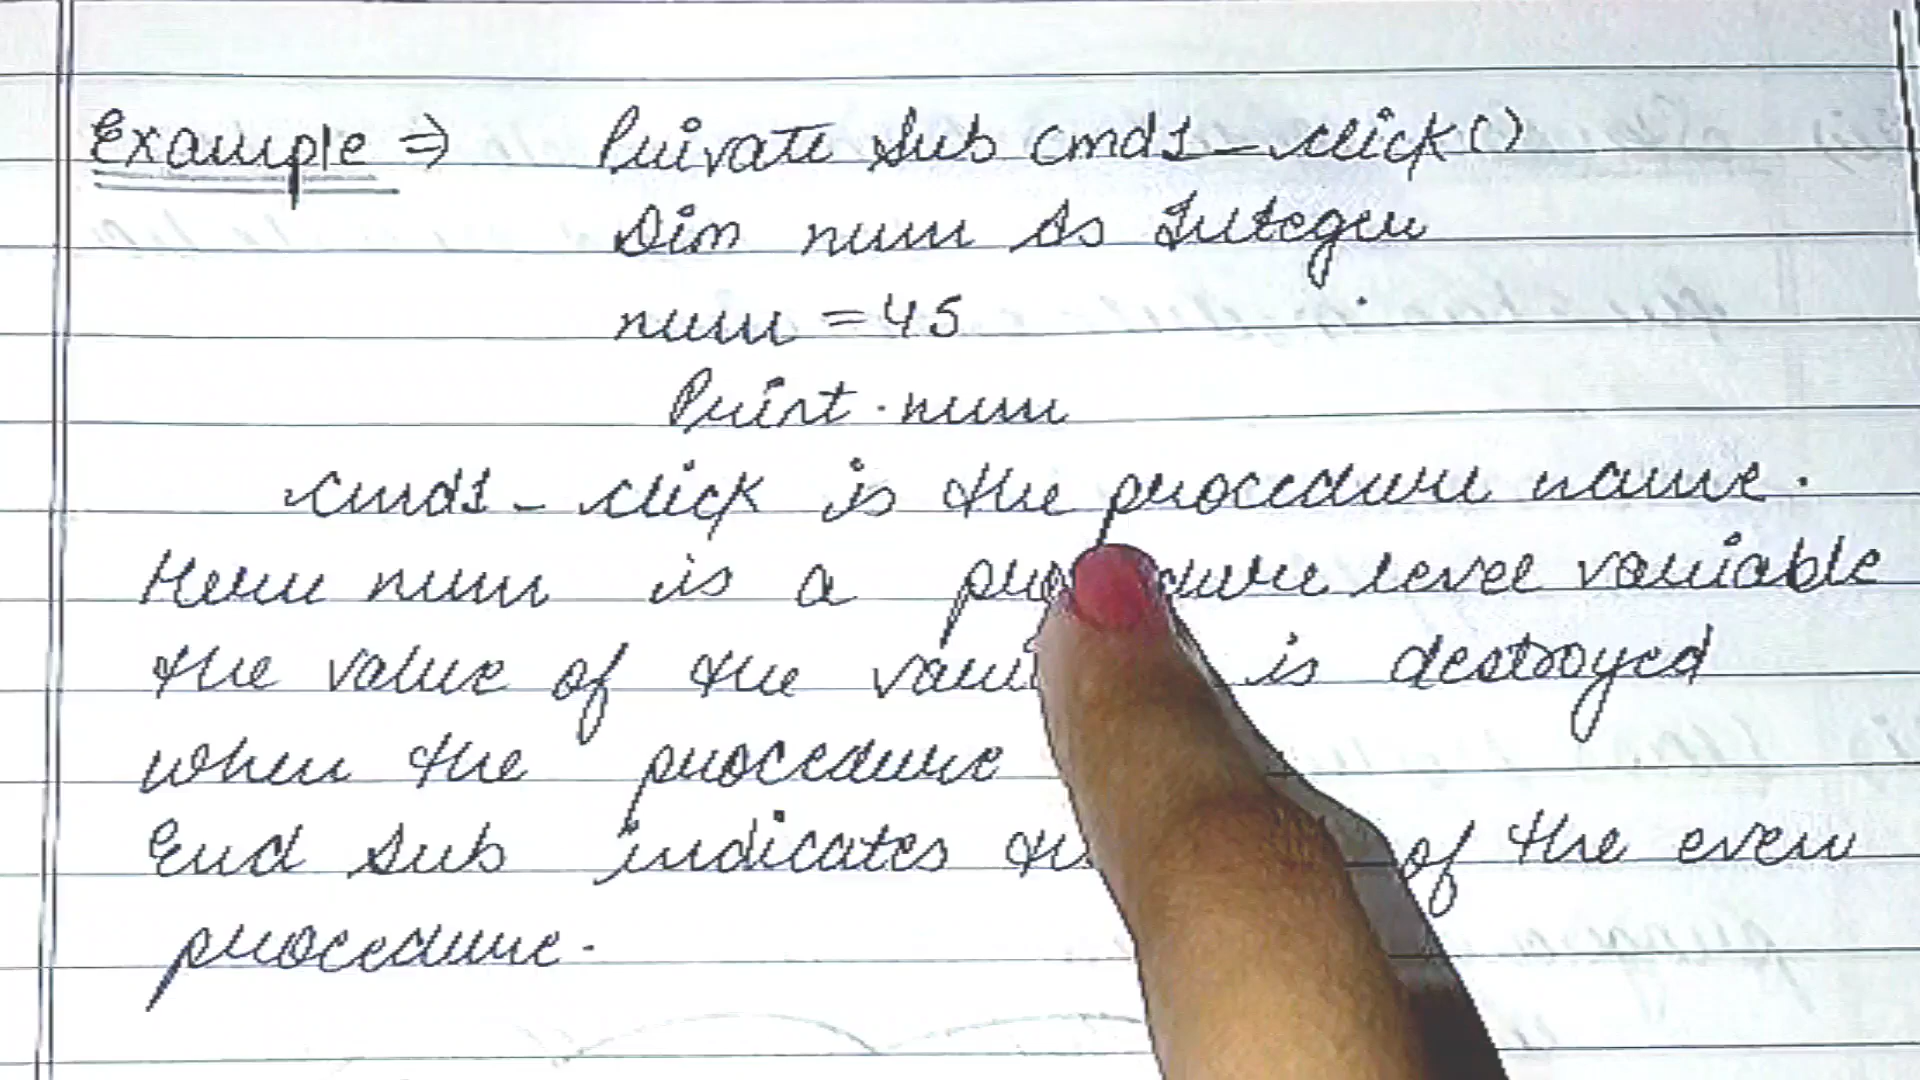 Example ⇒ Private Sub cmd1_click()
Dim num As Integer
num = 45
Print.num
cmd1_click is the procedure name.
Here num is a procedure level variable
the value of the is destroyed
when the procedure
End Sub indicates of the even
procedure.